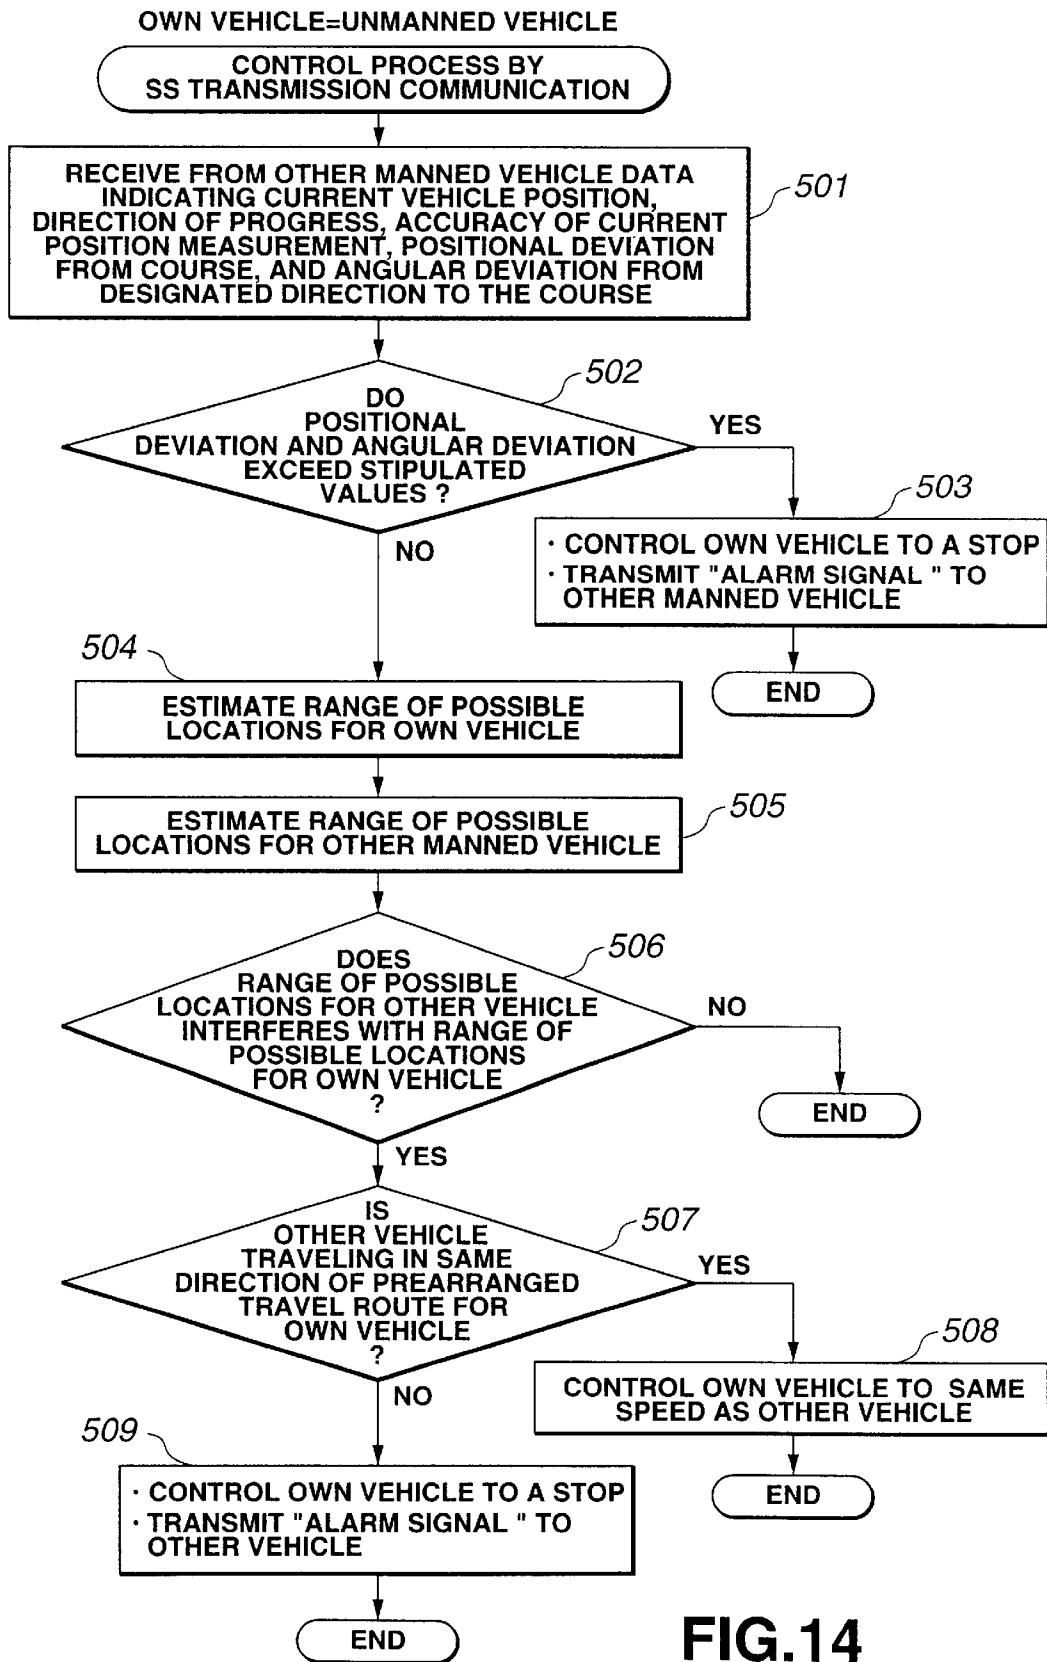 OWN VEHICLE=UNMANNED VEHICLE
CONTROL PROCESS BY
SS TRANSMISSION COMMUNICATION
RECEIVE FROM OTHER MANNED VEHICLE DATA
INDICATING CURRENT VEHICLE POSITION,
DIRECTION OF PROGRESS, ACCURACY OF CURRENT
POSITION MEASUREMENT, POSITIONAL DEVIATION
FROM COURSE, AND ANGULAR DEVIATION FROM
DESIGNATED DIRECTION TO THE COURSE
501
502
DO
POSITIONAL
DEVIATION AND ANGULAR DEVIATION
EXCEED STIPULATED
VALUES ?
YES
NO
503
· CONTROL OWN VEHICLE TO A STOP
· TRANSMIT "ALARM SIGNAL " TO
OTHER MANNED VEHICLE
END
504
ESTIMATE RANGE OF POSSIBLE
LOCATIONS FOR OWN VEHICLE
505
ESTIMATE RANGE OF POSSIBLE
LOCATIONS FOR OTHER MANNED VEHICLE
506
DOES
RANGE OF POSSIBLE
LOCATIONS FOR OTHER VEHICLE
INTERFERES WITH RANGE OF
POSSIBLE LOCATIONS
FOR OWN VEHICLE
?
NO
END
YES
507
IS
OTHER VEHICLE
TRAVELING IN SAME
DIRECTION OF PREARRANGED
TRAVEL ROUTE FOR
OWN VEHICLE
?
YES
NO
508
CONTROL OWN VEHICLE TO SAME
SPEED AS OTHER VEHICLE
END
509
· CONTROL OWN VEHICLE TO A STOP
· TRANSMIT "ALARM SIGNAL " TO
OTHER VEHICLE
END
FIG.14